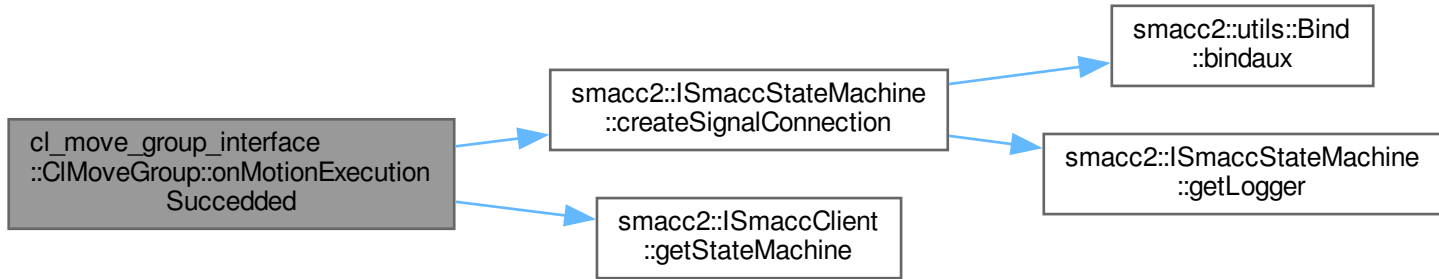 cl_move_group_interface
::ClMoveGroup::onMotionExecution
Succedded
smacc2::ISmaccStateMachine
::createSignalConnection
smacc2::utils::Bind
::bindaux
smacc2::ISmaccStateMachine
::getLogger
smacc2::ISmaccClient
::getStateMachine